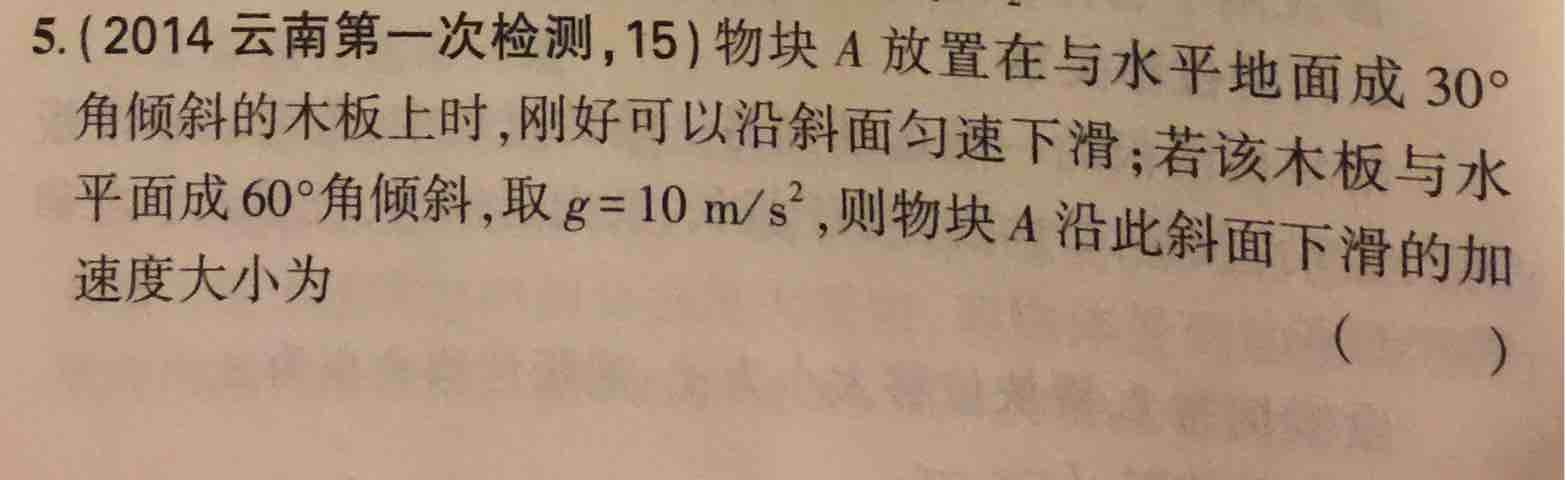 5.(2014 云南第一次检测,15)物块 A 放置在与水平地面成 30°
角倾斜的木板上时,刚好可以沿斜面匀速下滑;若该木板与水
平面成 60°角倾斜,取 g=10 m/s²,则物块 A 沿此斜面下滑的加
速度大小为
( )